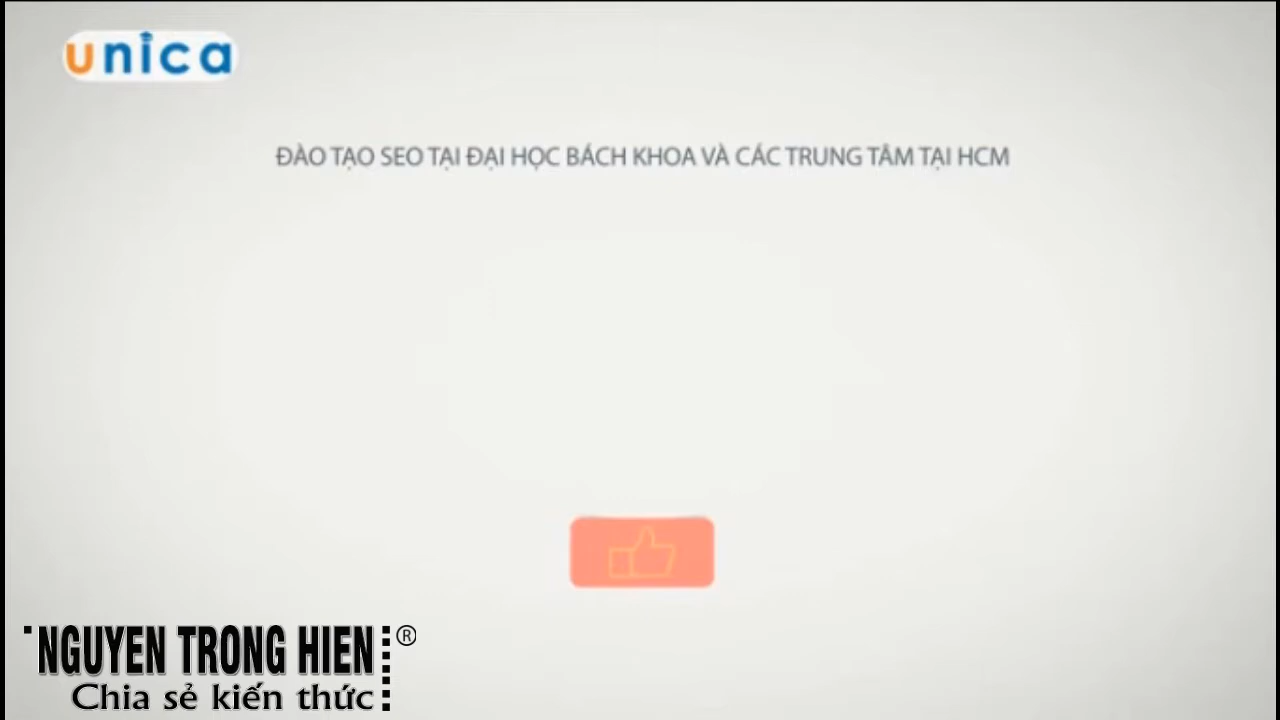 unica
ĐÀO TẠO SEO TẠI ĐẠI HỌC BÁCH KHOA VÀ CÁC TRUNG TÂM TẠI HCM
NGUYEN TRONG HIEN ®
Chia sẻ kiến thức